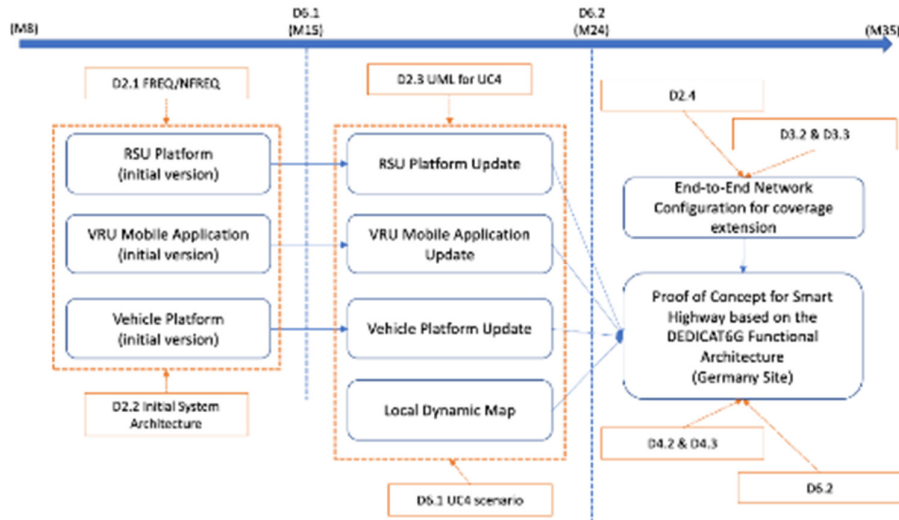 D6.1
D6.2
(M8)
(M15)
(M24)
(M35)
D2.1 FREQ/NFREQ
D2.3 UML for UC4
D2.4
D3.2 & D3.3
RSU Platform
(initial version)
RSU Platform Update
End-to-End Network
Configuration for coverage
extension
VRU Mobile Application
(initial version)
VRU Mobile Application
Update
Vehicle Platform
(initial version)
Vehicle Platform Update
Proof of Concept for Smart
Highway based on the
DEDICAT6G Functional
Architecture
(Germany Site)
D2.2 Initial System
Architecture
Local Dynamic Map
D4.2 & D4.3
D6.1 UC4 scenario
D6.2